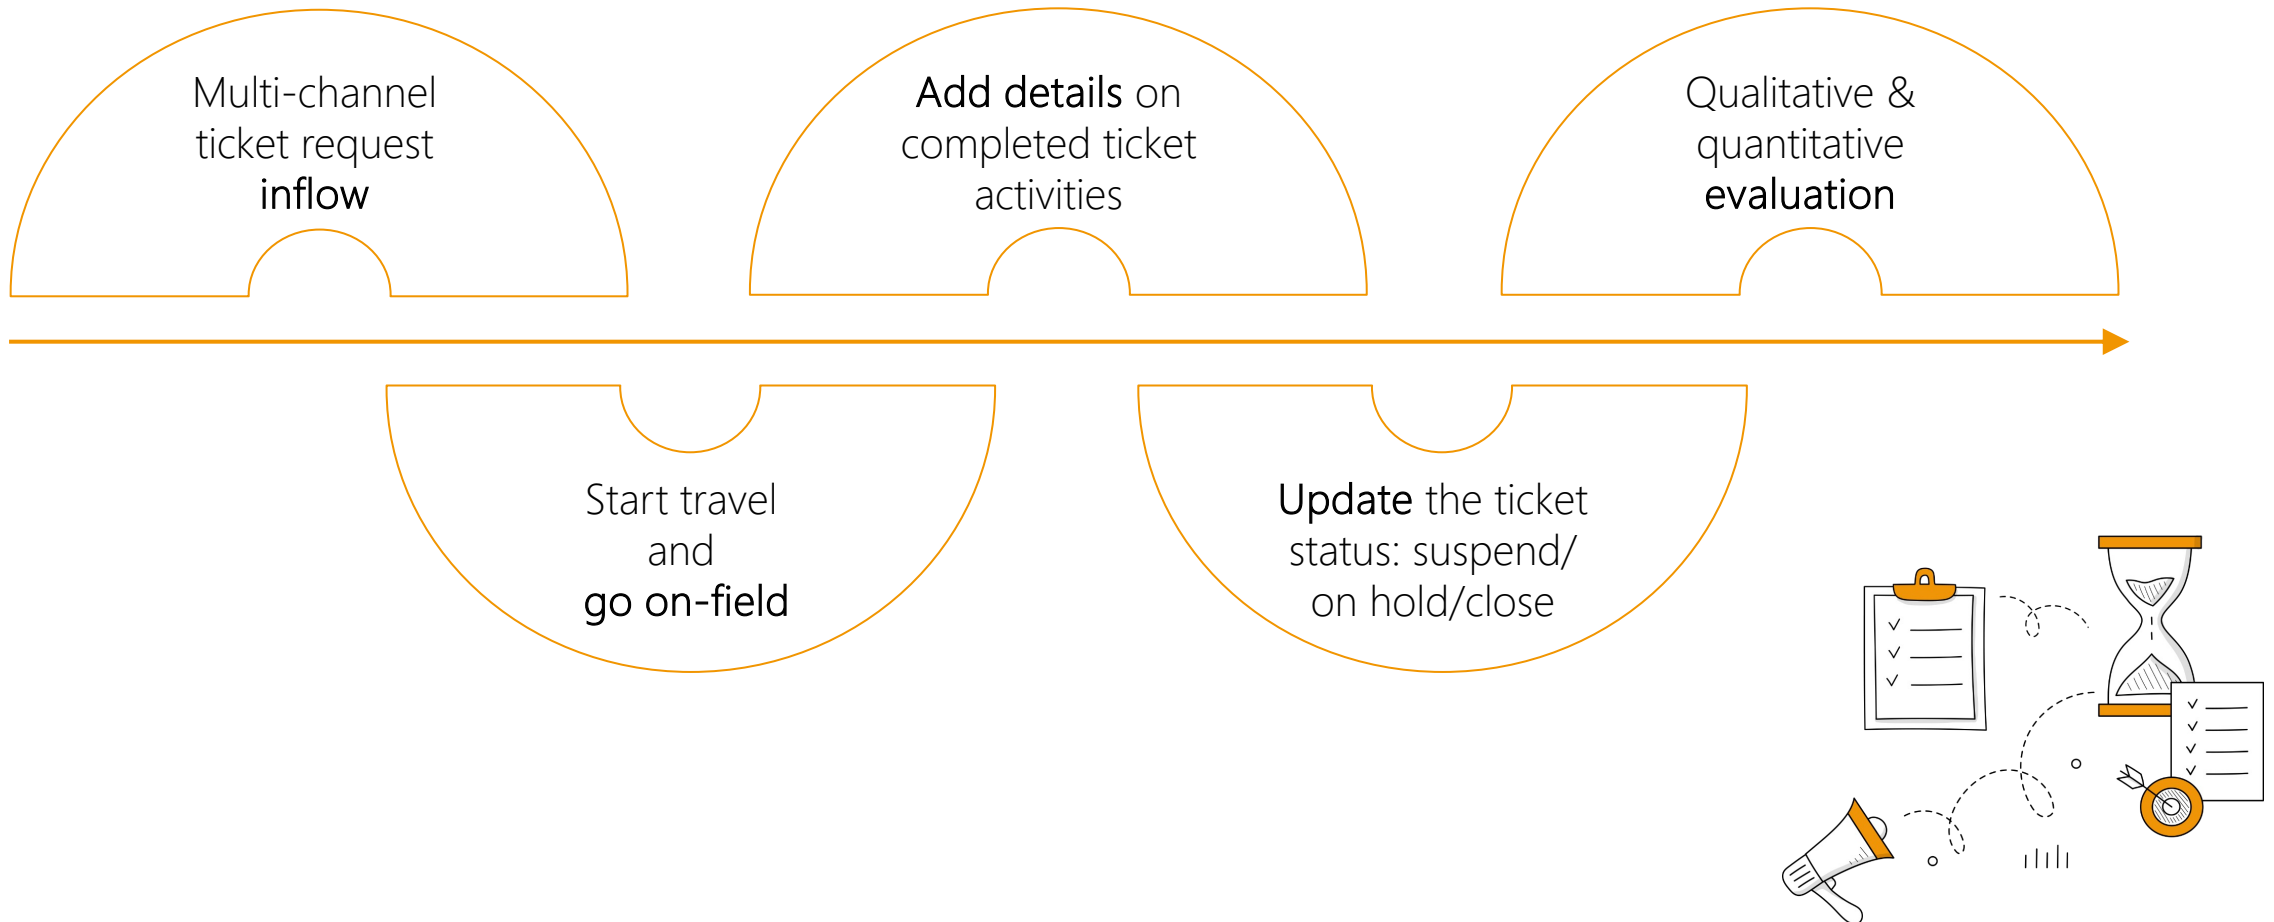 Multi-channel
ticket request
inflow
Start travel
and
go on-field
Add details on
completed ticket
activities
Update the ticket
status: suspend/
on hold/close
Qualitative &
quantitative
evaluation